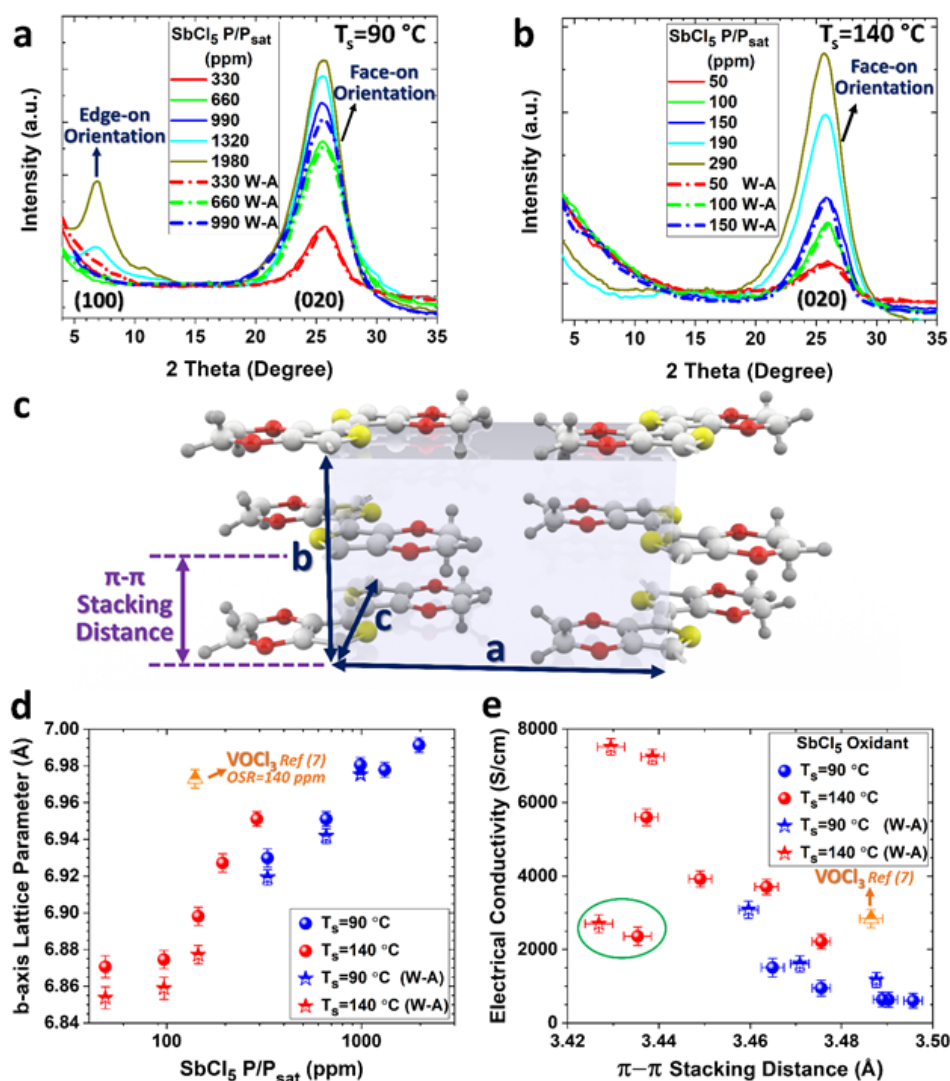 a
SbCl5 P/Psat
(ppm)
330
660
990
1320
1980
330 W-A
660 W-A
990 W-A
Ts=90 °C
Edge-on
Orientation
Face-on
Orientation
(100)
(020)
Intensity (a.u.)
5 10 15 20 25 30 35
2 Theta (Degree)
b
SbCl5 P/Psat
(ppm)
50
100
150
190
290
50 W-A
100 W-A
150 W-A
Ts=140 °C
Face-on
Orientation
(020)
Intensity (a.u.)
5 10 15 20 25 30 35
2 Theta (Degree)
c
π-π
Stacking
Distance
b
c
a
d
7.00
6.98
6.96
6.94
6.92
6.90
6.88
6.86
6.84
b-axis Lattice Parameter (Å)
VOCl3 Ref (7)
OSR=140 ppm
Ts=90 °C
Ts=140 °C
Ts=90 °C (W-A)
Ts=140 °C (W-A)
100 200 400 1000
SbCl5 P/Psat (ppm)
e
8000
6000
4000
2000
0
Electrical Conductivity (S/cm)
SbCl5 Oxidant
Ts=90 °C
Ts=140 °C
Ts=90 °C (W-A)
Ts=140 °C (W-A)
VOCl3 Ref (7)
3.42 3.44 3.46 3.48 3.50
π−π Stacking Distance (Å)